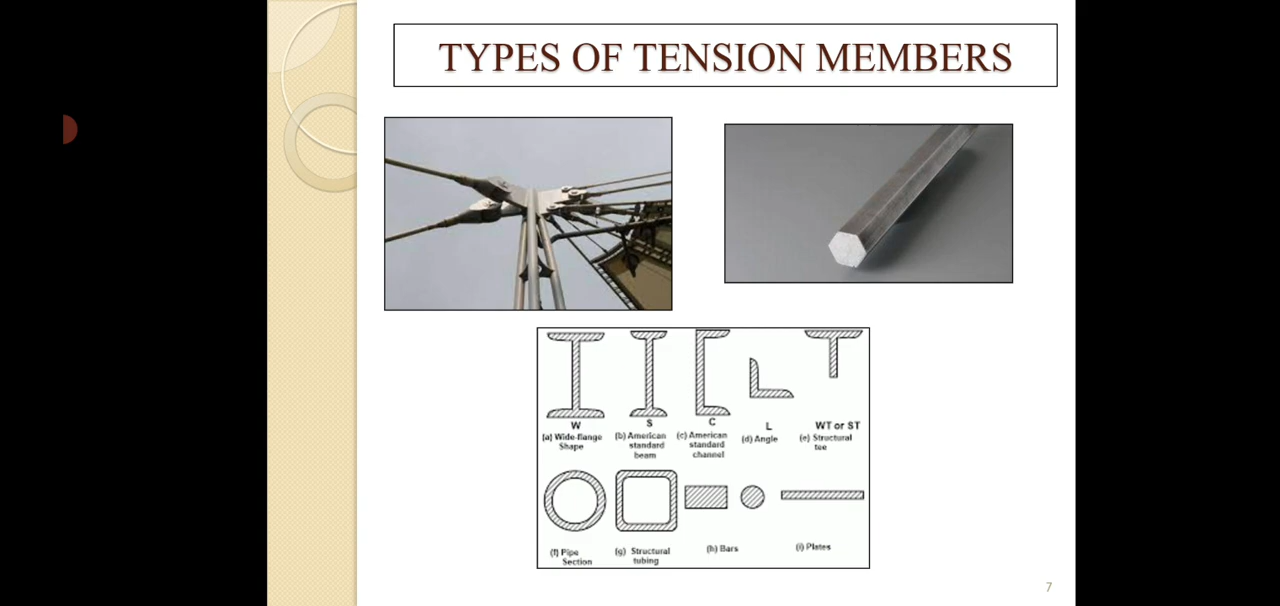 TYPES OF TENSION MEMBERS
W
(a) Wide-flange
Shape
S
(b) American
standard
beam
C
(c) American
standard
channel
L
(d) Angle
WT or ST
(e) Structural
tee
(f) Pipe
Section
(g) Structural
tubing
(h) Bars
(i) Plates
7